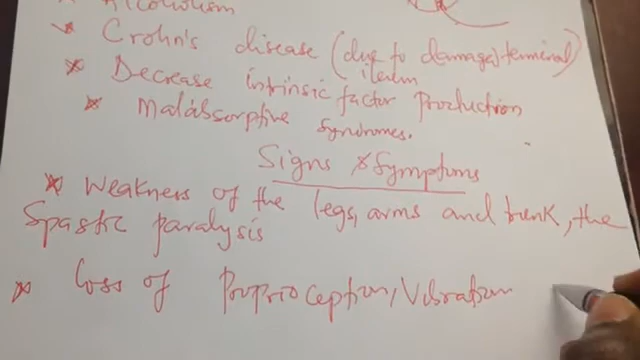 * Alcoholism
* Crohn's disease (due to damage) terminal)
ileum
* Decrease intrinsic factor Production
* Malabsorptive Syndromes.
Signs & Symptoms
* Weakness of the legs, arms and trunk, the
Spastic paralysis
* Loss of Proprioception/Vibration